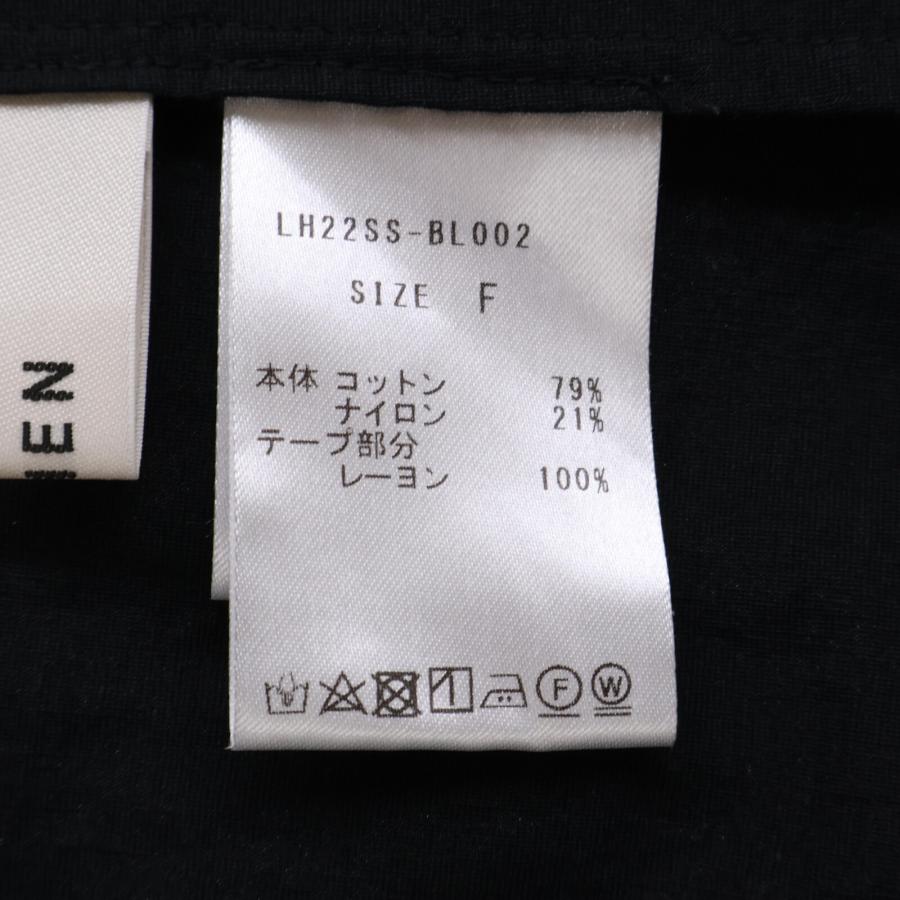 LH22SS-BL002
SIZE F
本体 コットン 79%
ナイロン 21%
テープ部分
レーヨン 100%
F W
EN